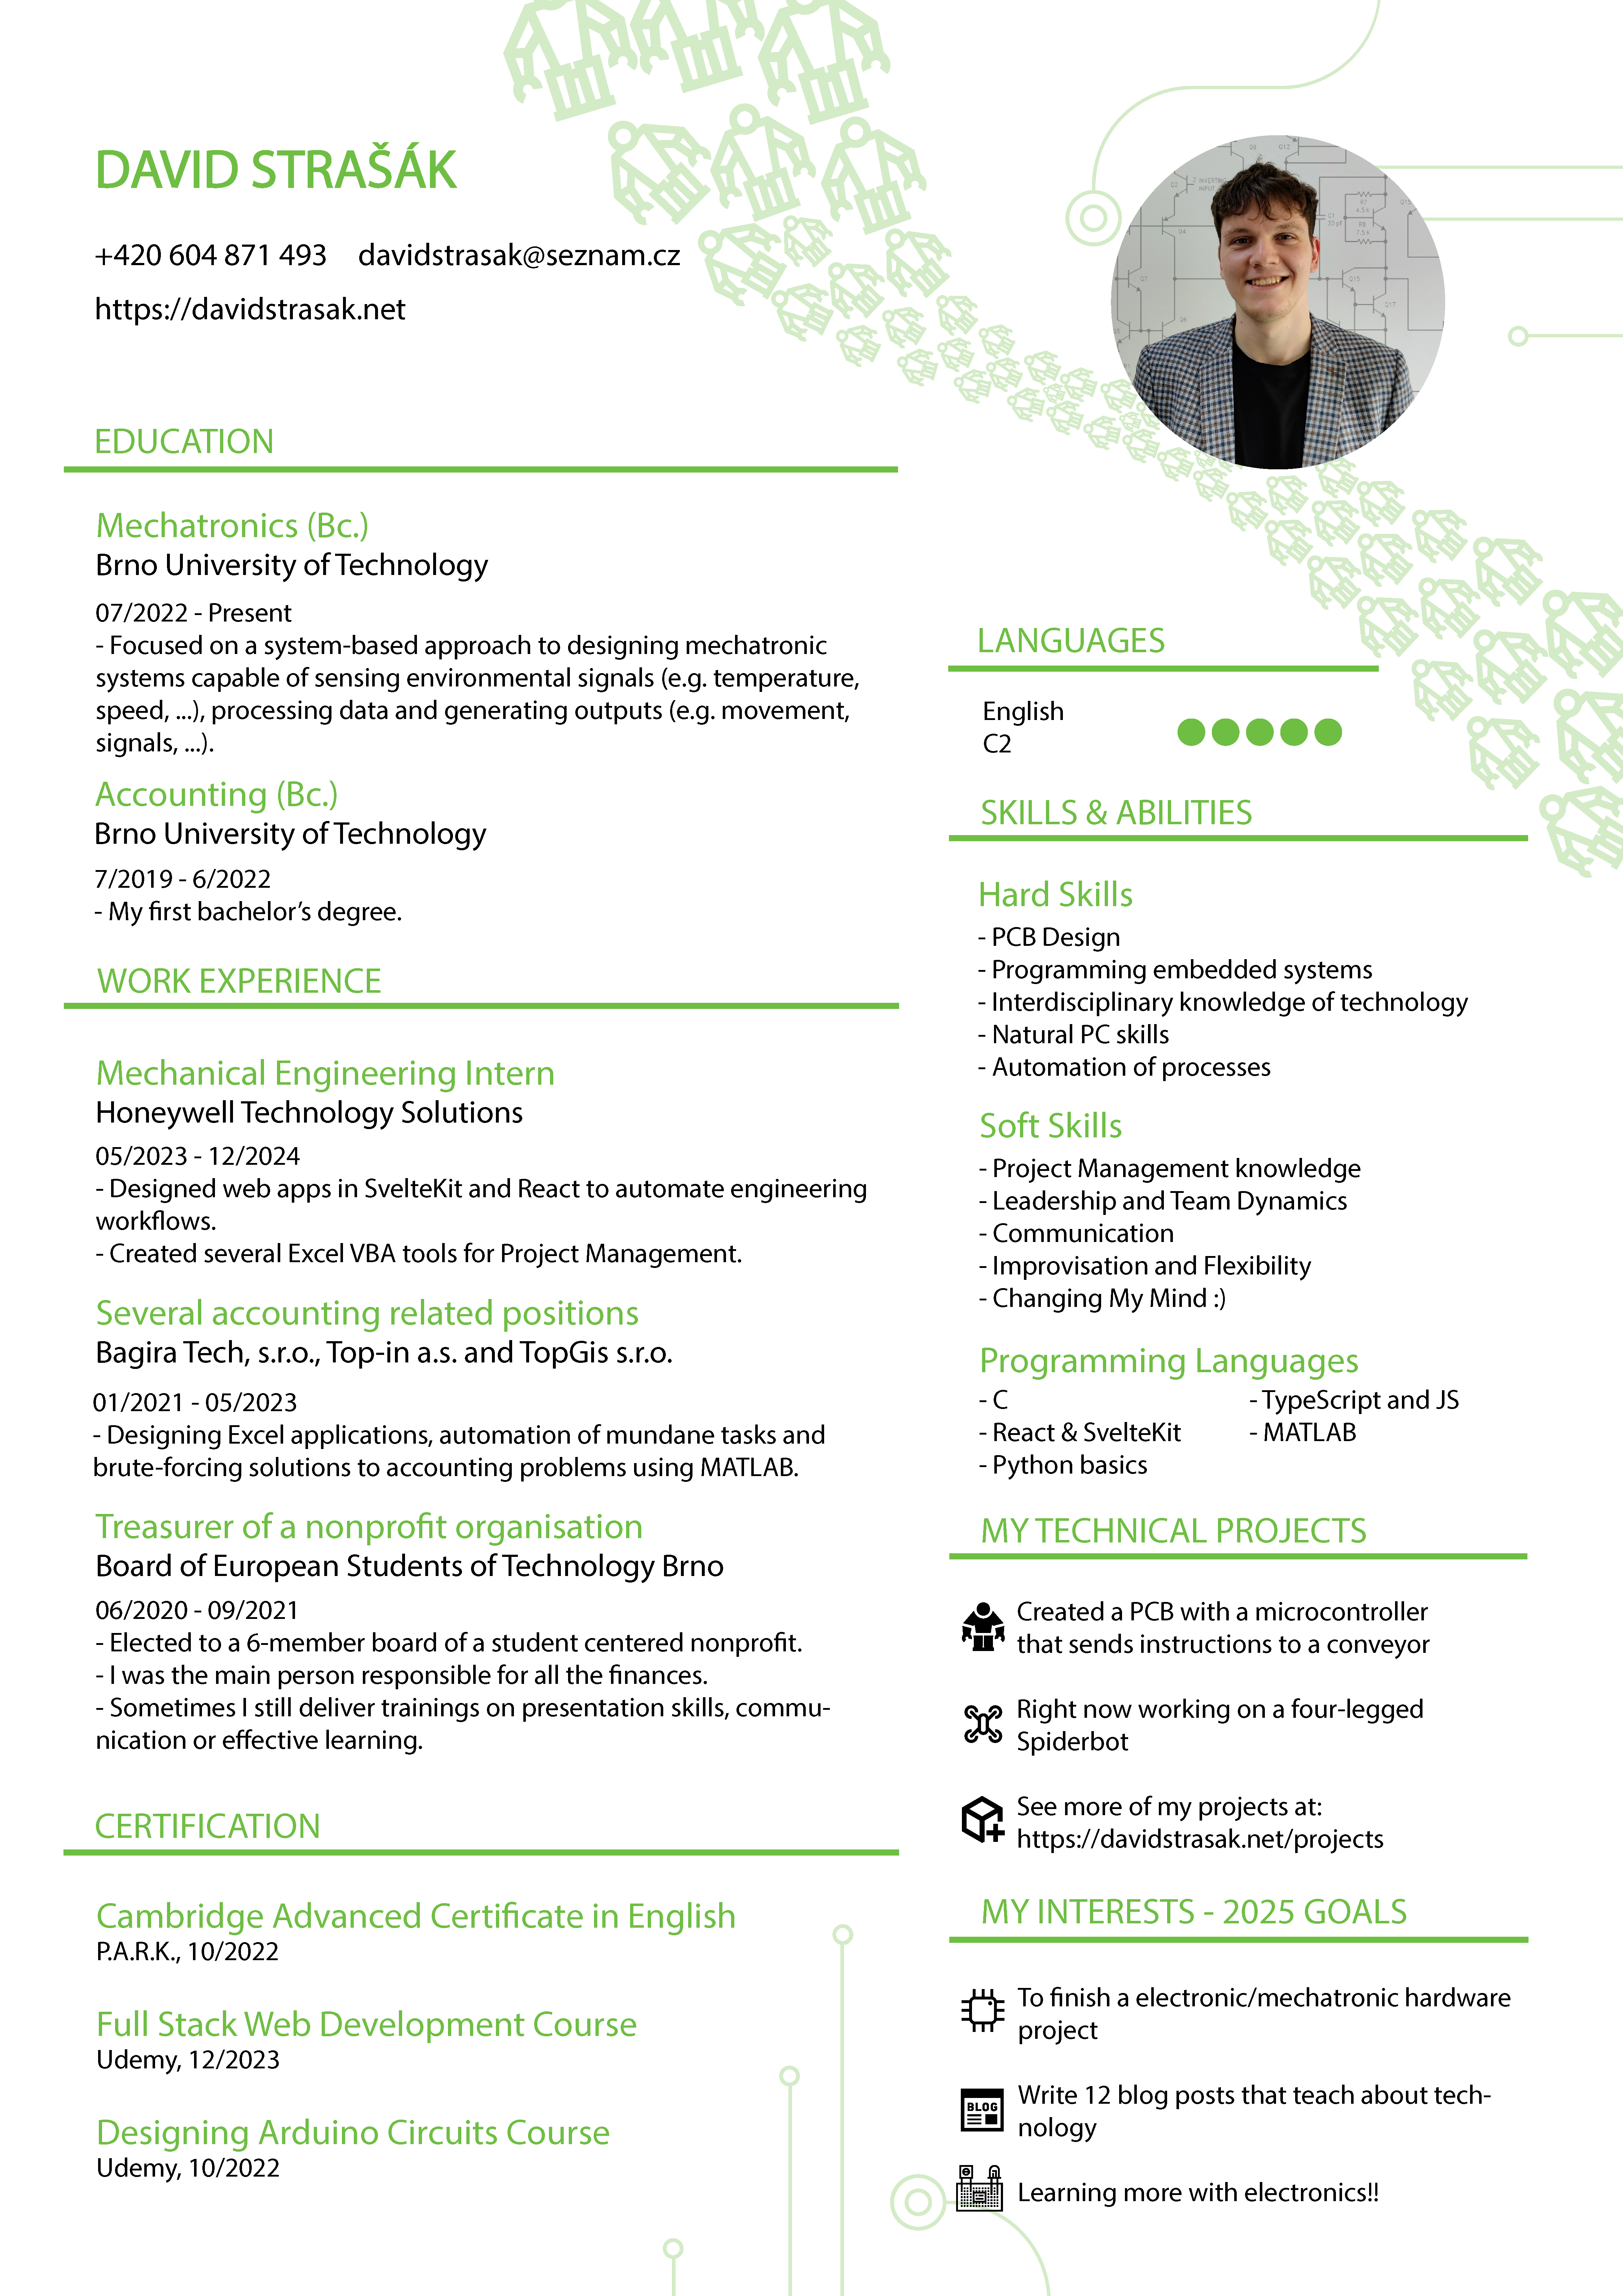 DAVID STRAŠÁK
+420 604 871 493 davidstrasak@seznam.cz
https://davidstrasak.net
EDUCATION
Mechatronics (Bc.)
Brno University of Technology
07/2022 - Present
- Focused on a system-based approach to designing mechatronic
systems capable of sensing environmental signals (e.g. temperature,
speed, ...), processing data and generating outputs (e.g. movement,
signals, ...).
Accounting (Bc.)
Brno University of Technology
7/2019 - 6/2022
- My first bachelor’s degree.
WORK EXPERIENCE
Mechanical Engineering Intern
Honeywell Technology Solutions
05/2023 - 12/2024
- Designed web apps in SvelteKit and React to automate engineering
workflows.
- Created several Excel VBA tools for Project Management.
Several accounting related positions
Bagira Tech, s.r.o., Top-in a.s. and TopGis s.r.o.
01/2021 - 05/2023
- Designing Excel applications, automation of mundane tasks and
brute-forcing solutions to accounting problems using MATLAB.
Treasurer of a nonprofit organisation
Board of European Students of Technology Brno
06/2020 - 09/2021
- Elected to a 6-member board of a student centered nonprofit.
- I was the main person responsible for all the finances.
- Sometimes I still deliver trainings on presentation skills, commu-
nication or effective learning.
CERTIFICATION
Cambridge Advanced Certificate in English
P.A.R.K., 10/2022
Full Stack Web Development Course
Udemy, 12/2023
Designing Arduino Circuits Course
Udemy, 10/2022
LANGUAGES
English
C2
SKILLS & ABILITIES
Hard Skills
- PCB Design
- Programming embedded systems
- Interdisciplinary knowledge of technology
- Natural PC skills
- Automation of processes
Soft Skills
- Project Management knowledge
- Leadership and Team Dynamics
- Communication
- Improvisation and Flexibility
- Changing My Mind :)
Programming Languages
- C - TypeScript and JS
- React & SvelteKit - MATLAB
- Python basics
MY TECHNICAL PROJECTS
Created a PCB with a microcontroller
that sends instructions to a conveyor
Right now working on a four-legged
Spiderbot
See more of my projects at:
https://davidstrasak.net/projects
MY INTERESTS - 2025 GOALS
To finish a electronic/mechatronic hardware
project
BLOG
Write 12 blog posts that teach about tech-
nology
Learning more with electronics!!